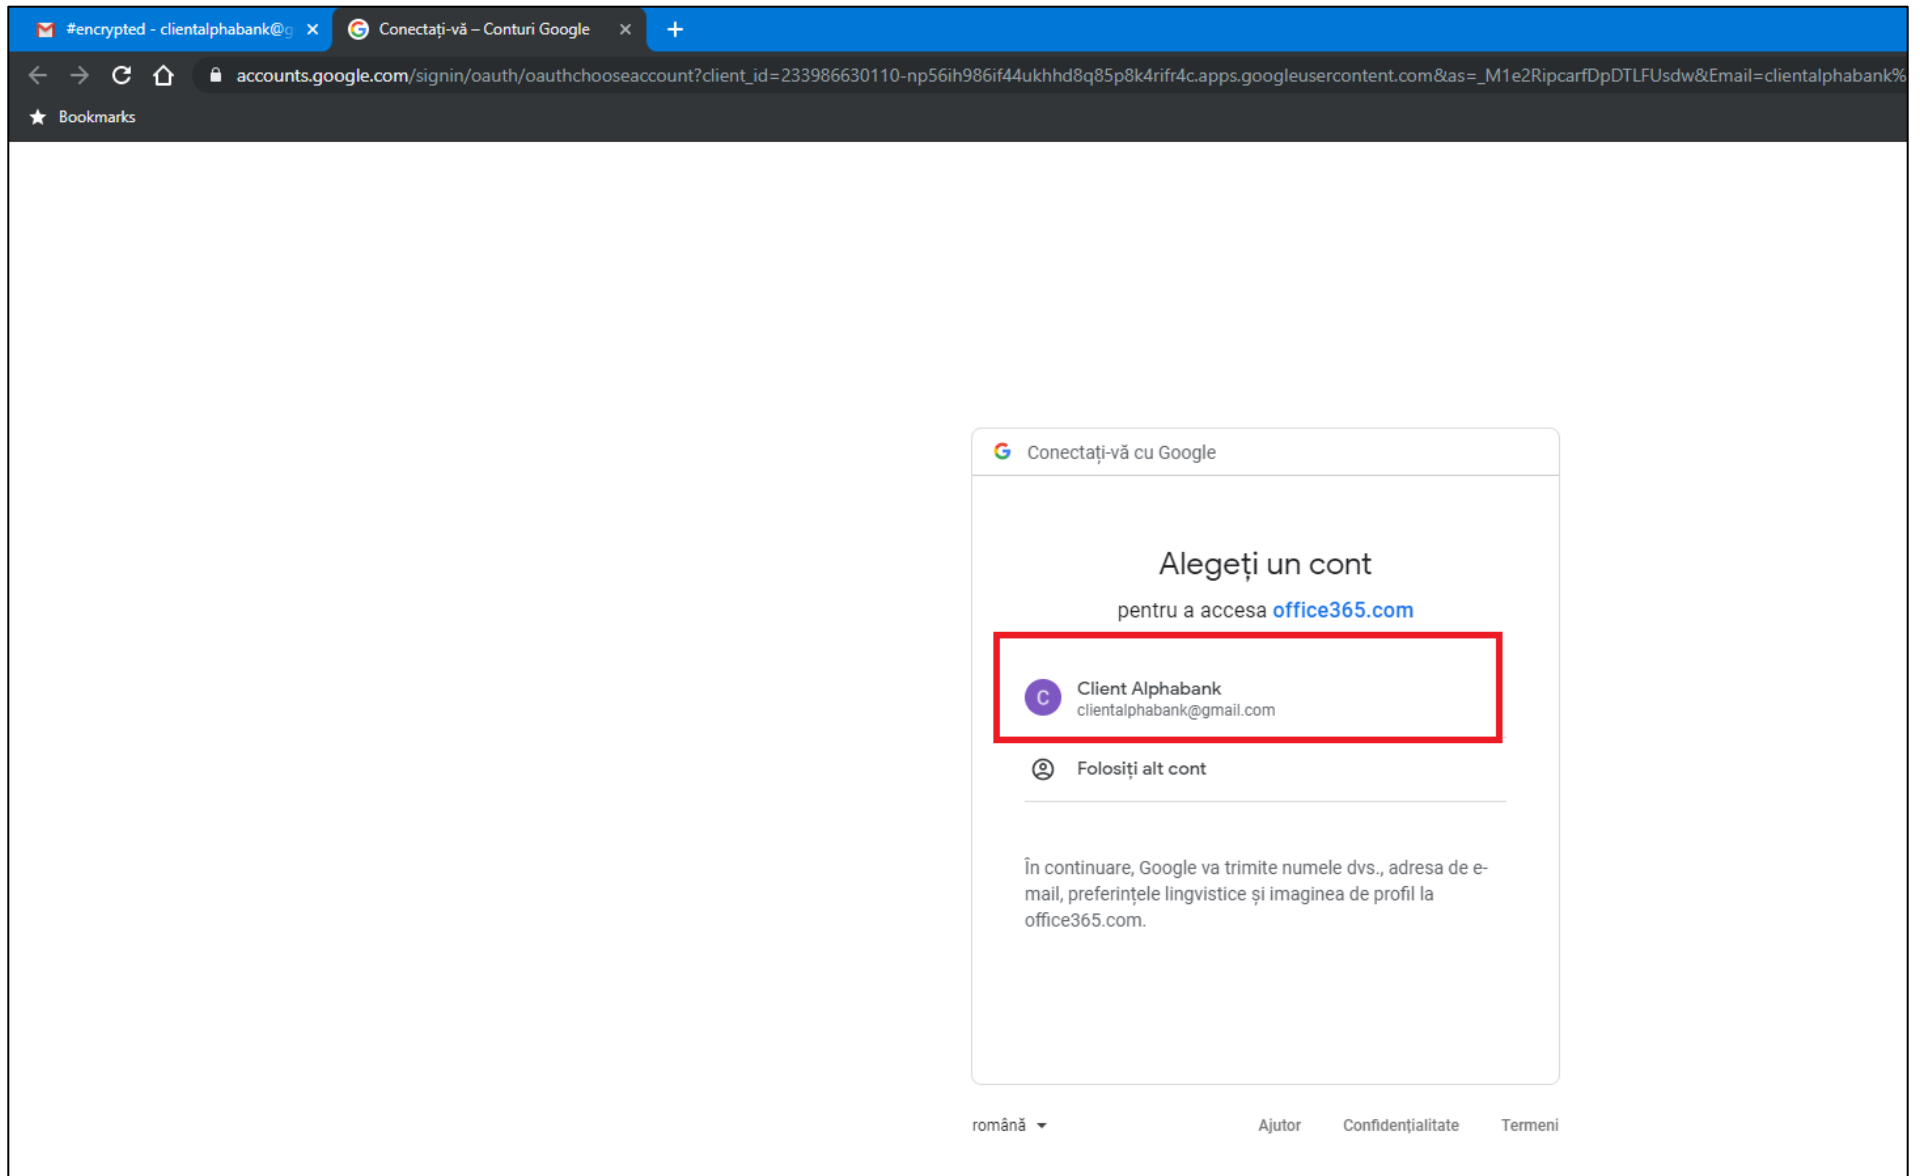 #encrypted - clientalphabank@g
Conectați-vă – Conturi Google
accounts.google.com/signin/oauth/oauthchooseaccount?client_id=233986630110-np56ih986if44ukhhd8q85p8k4rifr4c.apps.googleusercontent.com&as=_M1e2RipcarfDpDTLFUsdw&Email=clientalphabank%
Bookmarks
G Conectați-vă cu Google
Alegeți un cont
pentru a accesa office365.com
C
Client Alphabank
clientalphabank@gmail.com
Folosiți alt cont
În continuare, Google va trimite numele dvs., adresa de e-
mail, preferințele lingvistice și imaginea de profil la
office365.com.
română
Ajutor Confidențialitate Termeni